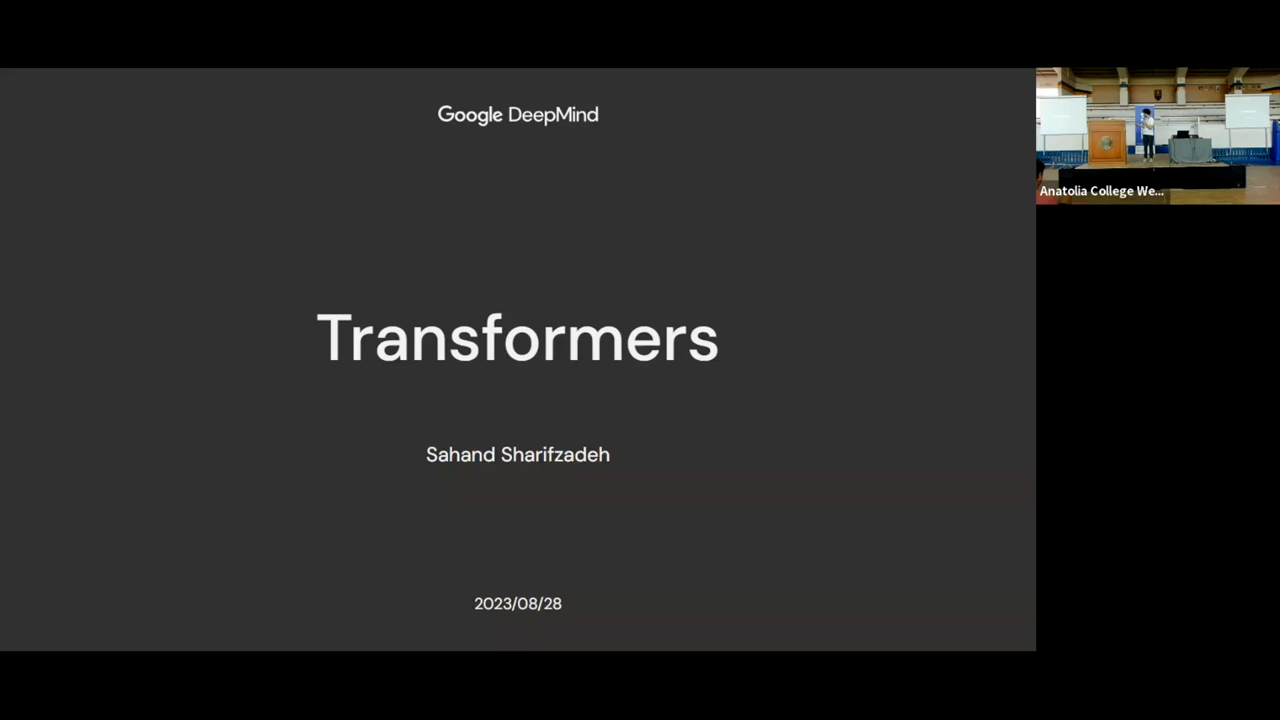 Google DeepMind
Transformers
Sahand Sharifzadeh
2023/08/28
Anatolia College We...